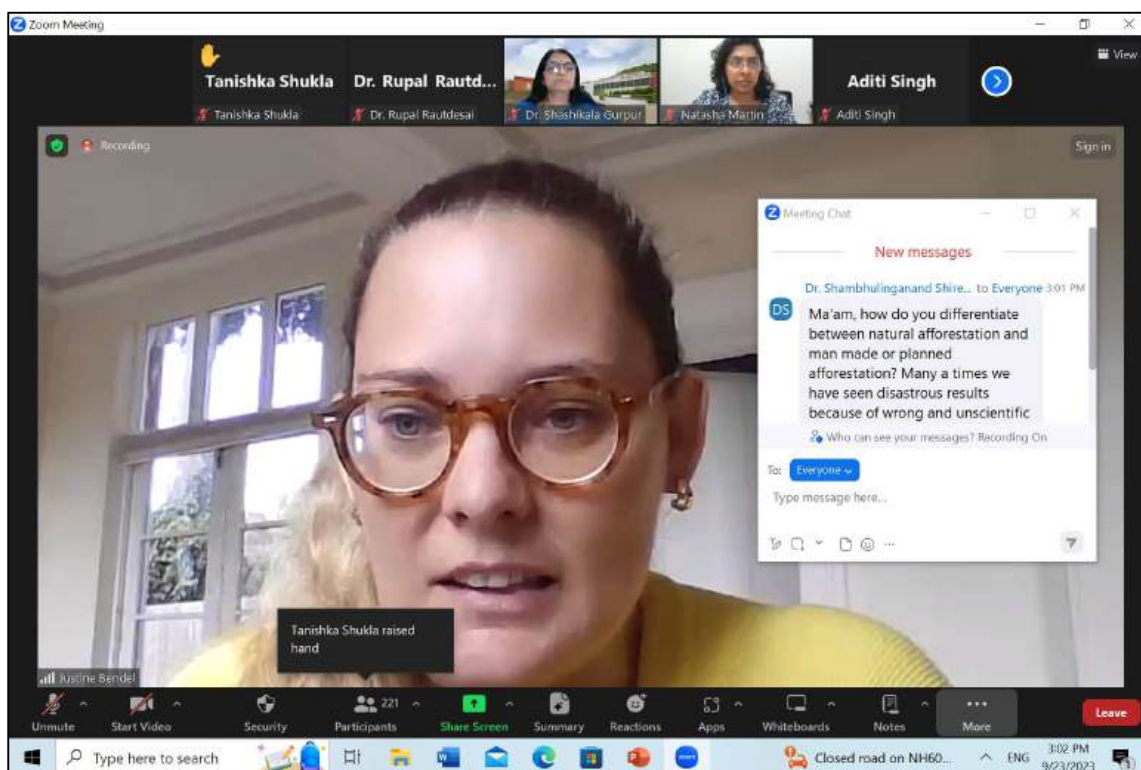 Zoom Meeting
View
Tanishka Shukla
Dr. Rupal Rautd...
Aditi Singh
Tanishka Shukla
Dr. Rupal Rautdesai
Dr. Shashikala Gurpur
Natasha Martin
Aditi Singh
Recording
Sign in
Meeting Chat
New messages
Dr. Shambhulinganand Shire... to Everyone 3:01 PM
DS
Ma'am, how do you differentiate
between natural afforestation and
man made or planned
afforestation? Many a times we
have seen disastrous results
because of wrong and unscientific
Who can see your messages? Recording On
To: Everyone
Type message here...
Tanishka Shukla raised
hand
Justine Bendel
221
Unmute
Start Video
Security
Participants
Share Screen
Summary
Reactions
Apps
Whiteboards
Notes
More
Leave
Type here to search
Closed road on NH60...
ENG
3:02 PM
9/23/2023